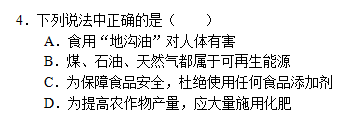 4．下列说法中正确的是（　　）
A．食用“地沟油”对人体有害
B．煤、石油、天然气都属于可再生能源
C．为保障食品安全，杜绝使用任何食品添加剂
D．为提高农作物产量，应大量施用化肥